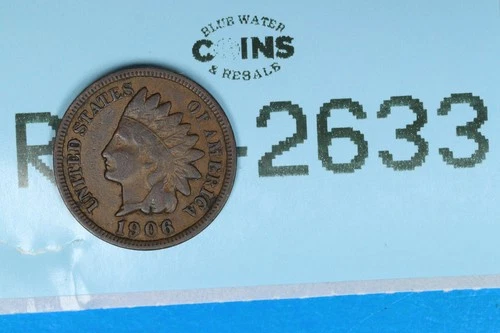 BLUE WATER
COINS
& RESALE
R -2633
UNITED STATES OF AMERICA
1906